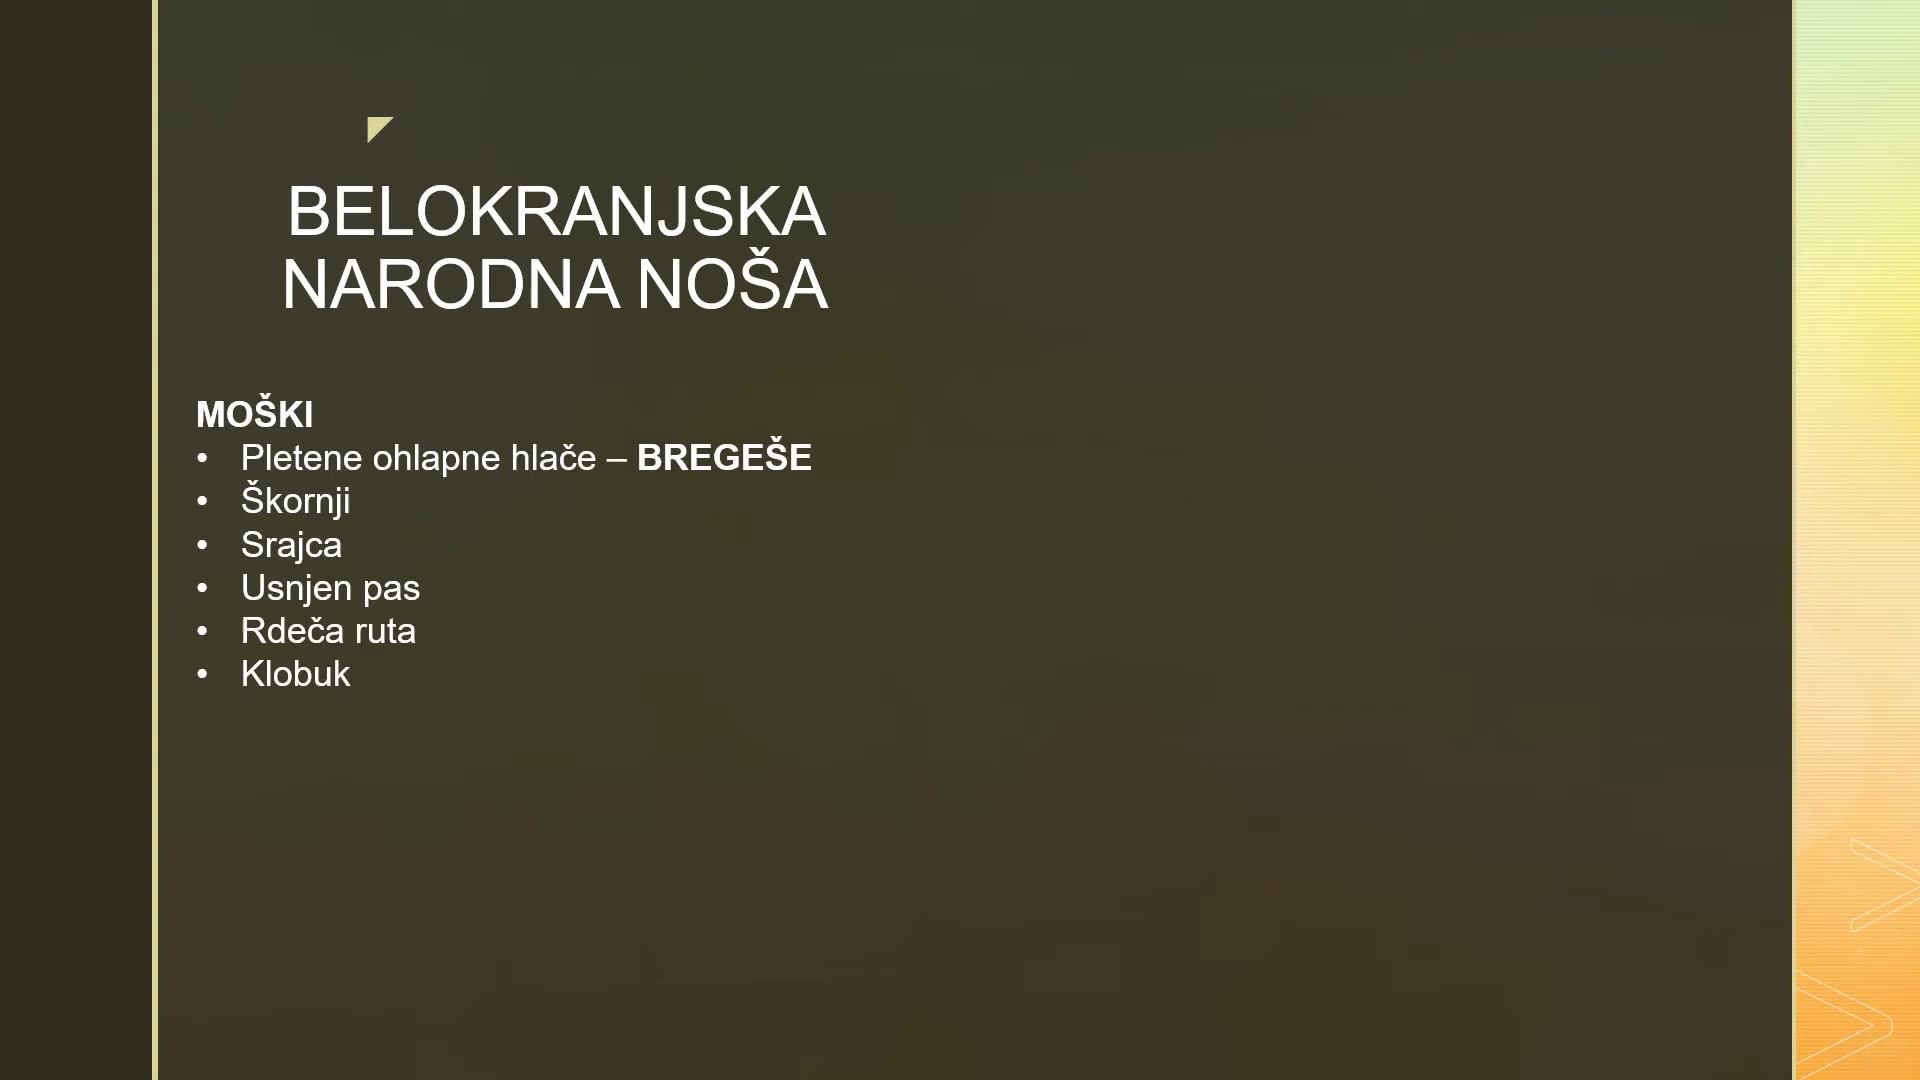 BELOKRANJSKA
NARODNA NOŠA
MOŠKI
• Pletene ohlapne hlače – BREGEŠE
• Škornji
• Srajca
• Usnjen pas
• Rdeča ruta
• Klobuk